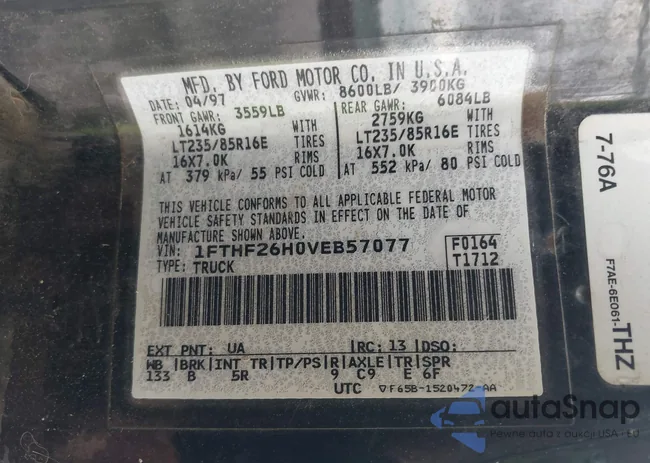 MFD. BY FORD MOTOR CO. IN U.S.A.
DATE: 04/97 GVWR: 8600LB/ 3900KG
FRONT GAWR: 3559LB REAR GAWR: 6084LB
1614KG WITH 2759KG WITH
LT235/85R16E TIRES LT235/85R16E TIRES
16X7.0K RIMS 16X7.0K RIMS
AT 379 kPa/ 55 PSI COLD AT 552 kPa/ 80 PSI COLD
THIS VEHICLE CONFORMS TO ALL APPLICABLE FEDERAL MOTOR
VEHICLE SAFETY STANDARDS IN EFFECT ON THE DATE OF
MANUFACTURE SHOWN ABOVE.
VIN: 1FTHF26H0VEB57077 F0164
TYPE: TRUCK T1712
EXT PNT: UA RC: 13 DSO:
WB BRK INT TR TP/PS R AXLE TR SPR
133 B 5R 9 C9 E 6F
UTC ▽F65B-1520472-AA
7-76A
F7AE-6E061-THZ
autoSnap
Pewne auta z aukcji USA i EU